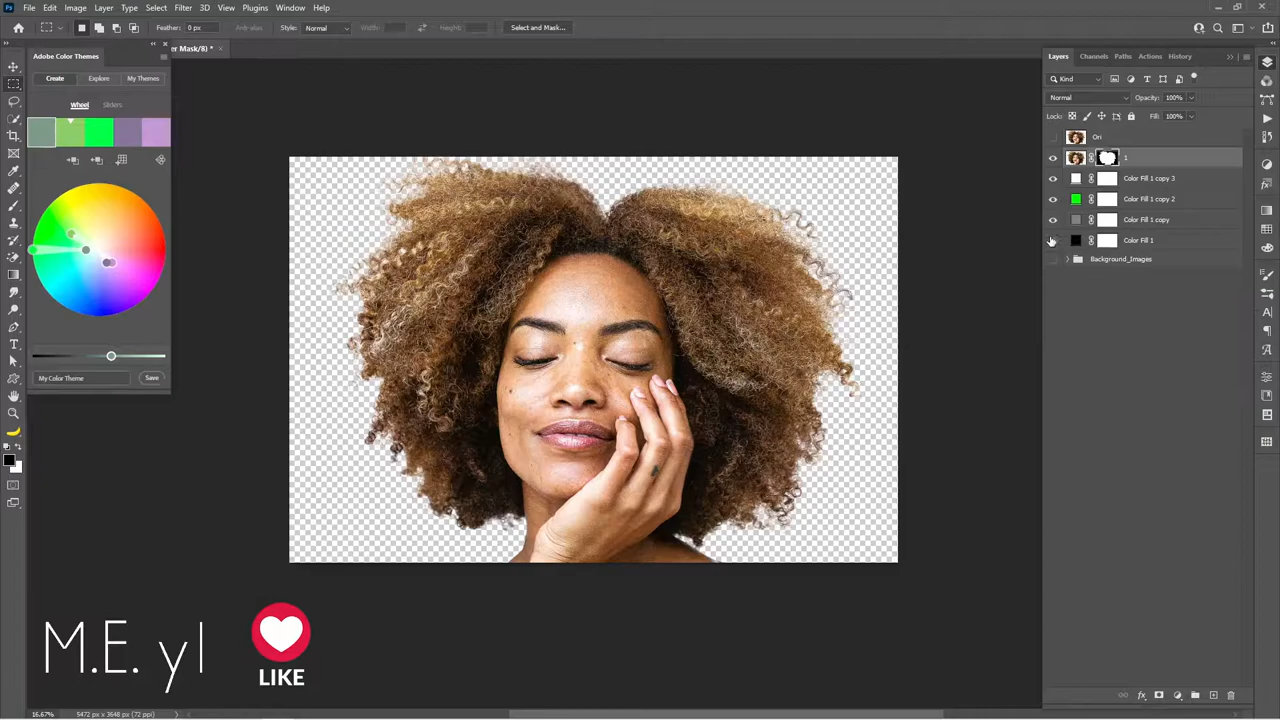 Ps File Edit Image Layer Type Select Filter 3D View Plugins Window Help
Feather: 0 px Anti-alias Style: Normal Width: Height: Select and Mask...
er Mask/8) *
Adobe Color Themes
Create Explore My Themes
Wheel Sliders
My Color Theme Save
Layers Channels Paths Actions History
Kind
Normal Opacity: 100%
Lock: Fill: 100%
Ori
1
Color Fill 1 copy 3
Color Fill 1 copy 2
Color Fill 1 copy
Color Fill 1
Background_Images
M.E. yl
LIKE
16.67% 5472 px x 3648 px (72 ppi)